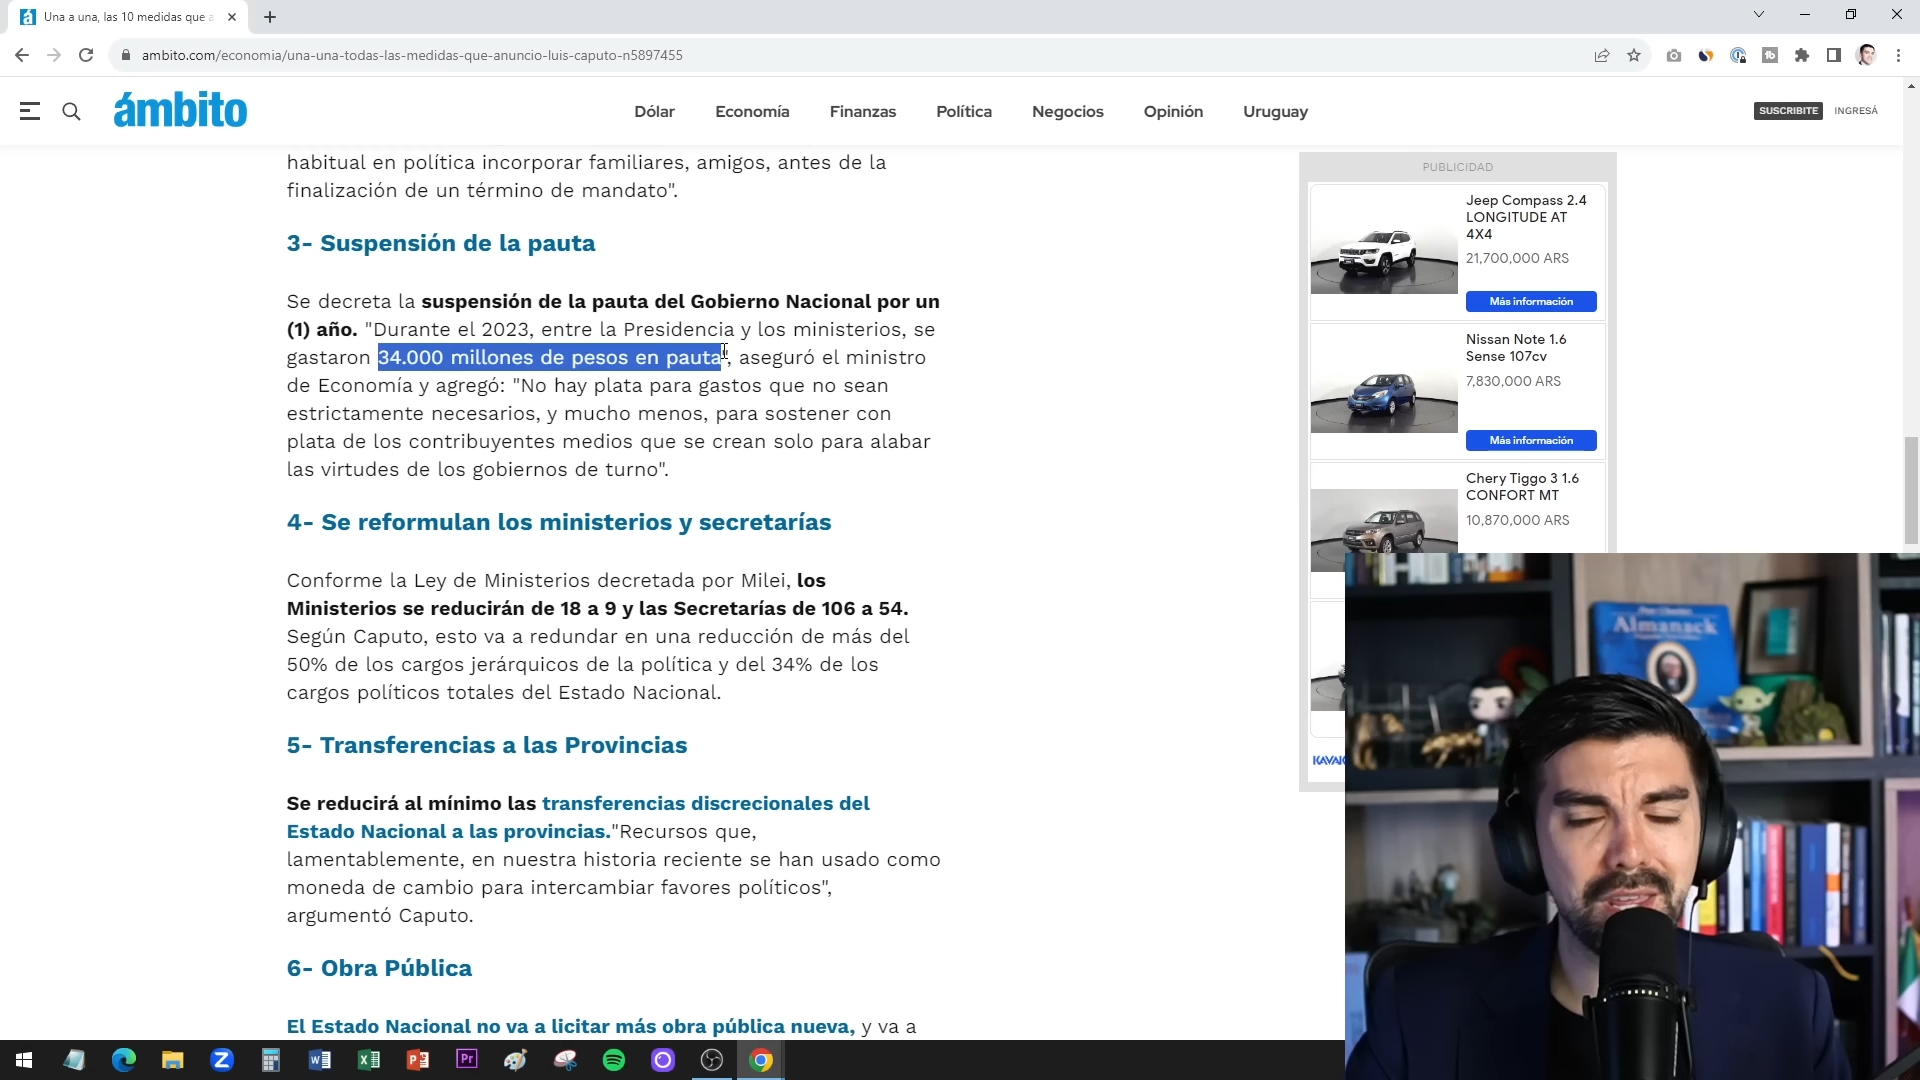 Una a una, las 10 medidas que a
ambito.com/economia/una-una-todas-las-medidas-que-anuncio-luis-caputo-n5897455
ámbito
Dólar
Economía
Finanzas
Política
Negocios
Opinión
Uruguay
SUSCRIBITE
INGRESÁ
habitual en política incorporar familiares, amigos, antes de la
finalización de un término de mandato".
3- Suspensión de la pauta
Se decreta la suspensión de la pauta del Gobierno Nacional por un
(1) año. "Durante el 2023, entre la Presidencia y los ministerios, se
gastaron 34.000 millones de pesos en pauta", aseguró el ministro
de Economía y agregó: "No hay plata para gastos que no sean
estrictamente necesarios, y mucho menos, para sostener con
plata de los contribuyentes medios que se crean solo para alabar
las virtudes de los gobiernos de turno".
4- Se reformulan los ministerios y secretarías
Conforme la Ley de Ministerios decretada por Milei, los
Ministerios se reducirán de 18 a 9 y las Secretarías de 106 a 54.
Según Caputo, esto va a redundar en una reducción de más del
50% de los cargos jerárquicos de la política y del 34% de los
cargos políticos totales del Estado Nacional.
5- Transferencias a las Provincias
Se reducirá al mínimo las transferencias discrecionales del
Estado Nacional a las provincias."Recursos que,
lamentablemente, en nuestra historia reciente se han usado como
moneda de cambio para intercambiar favores políticos",
argumentó Caputo.
6- Obra Pública
El Estado Nacional no va a licitar más obra pública nueva, y va a
PUBLICIDAD
Jeep Compass 2.4
LONGITUDE AT
4X4
21,700,000 ARS
Más información
Nissan Note 1.6
Sense 107cv
7,830,000 ARS
Más información
Chery Tiggo 3 1.6
CONFORT MT
10,870,000 ARS
Almanack